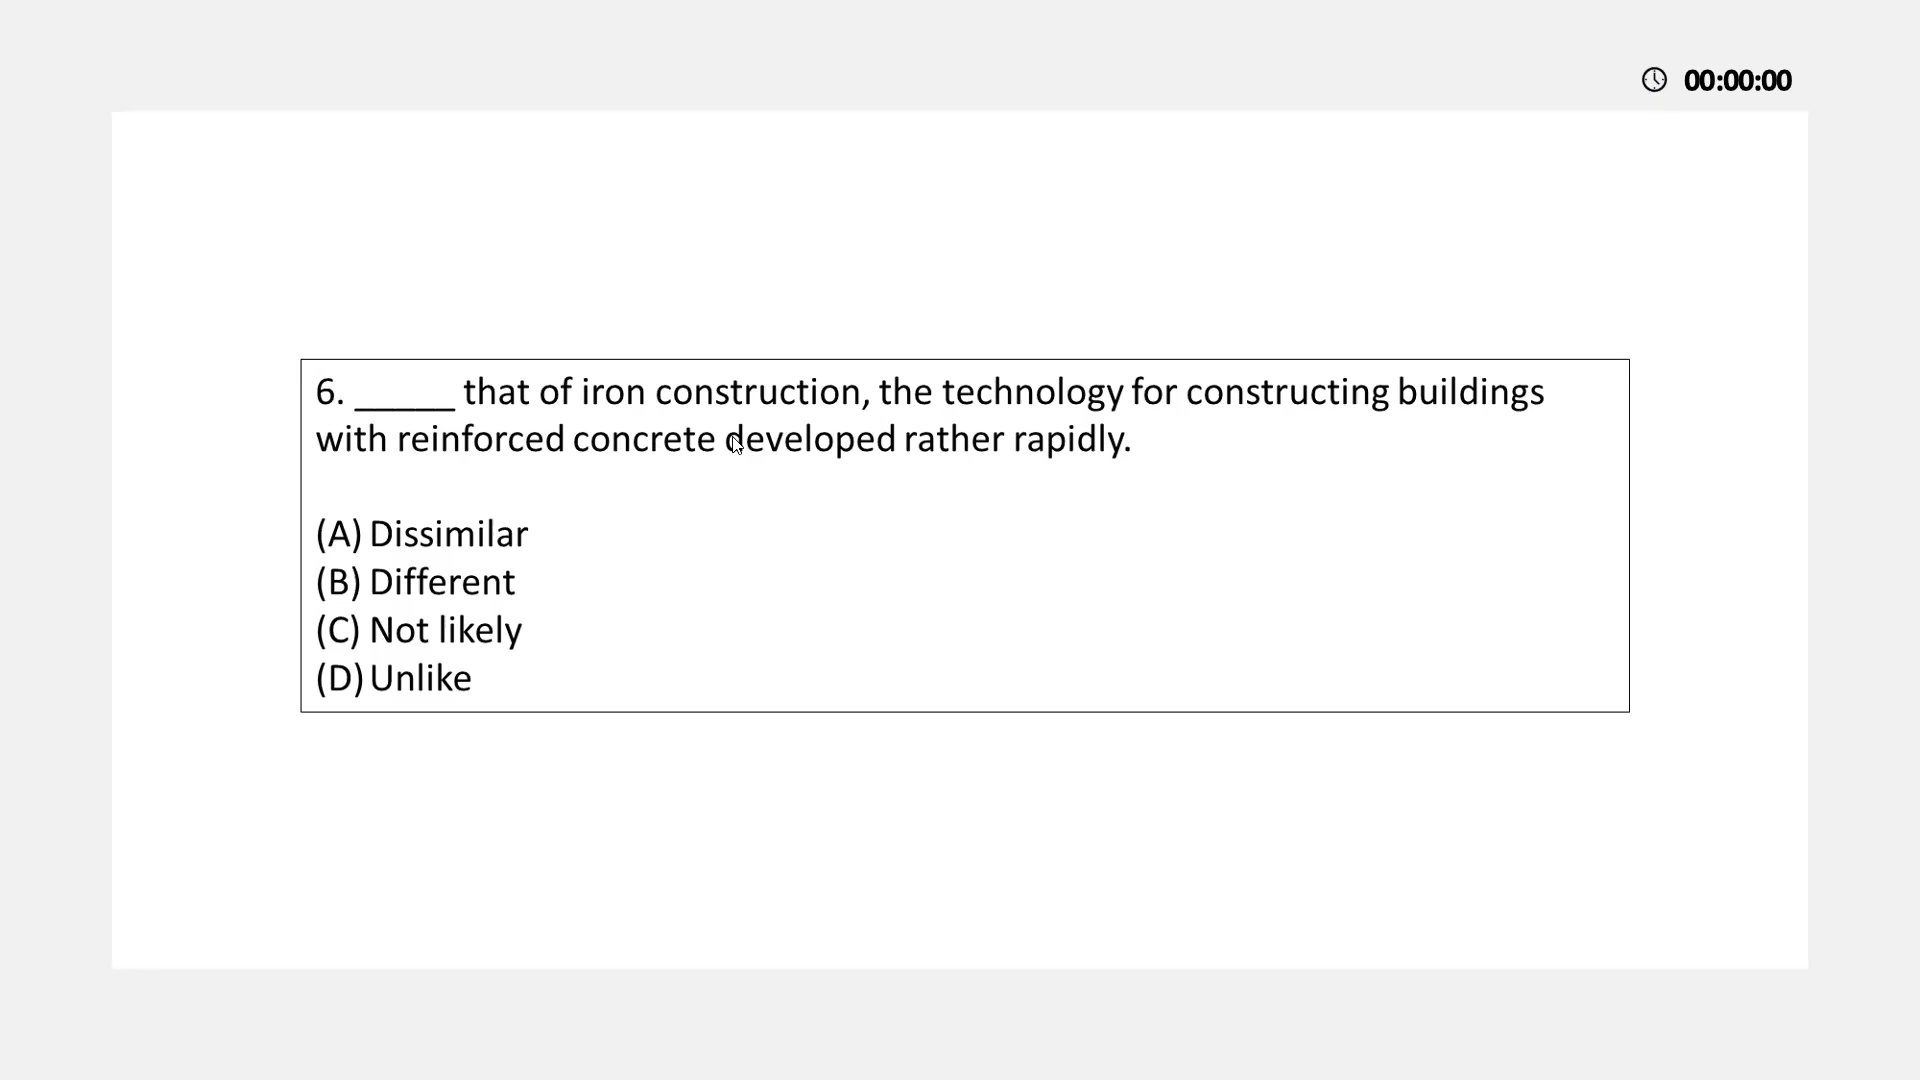 00:00:00
6. _____ that of iron construction, the technology for constructing buildings
with reinforced concrete developed rather rapidly.
(A) Dissimilar
(B) Different
(C) Not likely
(D) Unlike